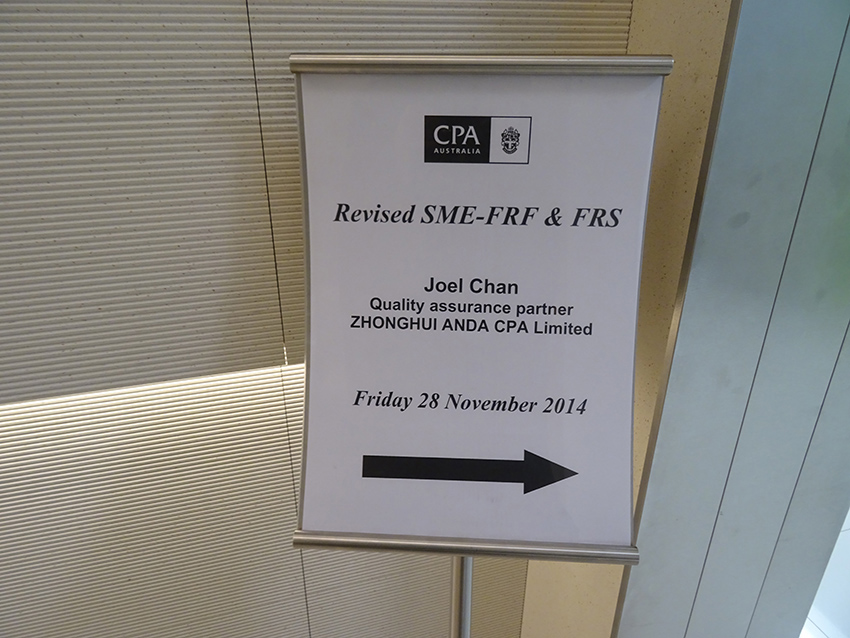 CPA
AUSTRALIA
Revised SME-FRF & FRS
Joel Chan
Quality assurance partner
ZHONGHUI ANDA CPA Limited
Friday 28 November 2014